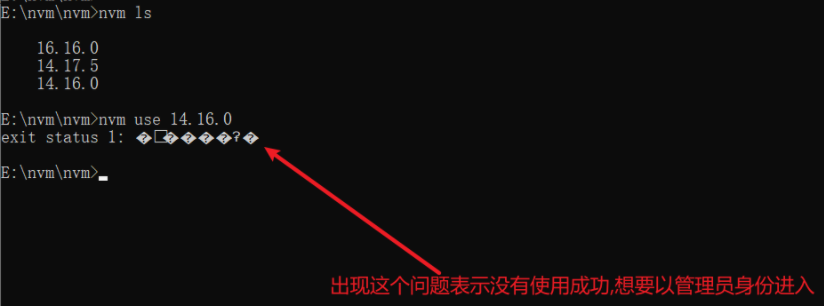 E:\nvm\nvm>nvm ls
16.16.0
14.17.5
14.16.0
E:\nvm\nvm>nvm use 14.16.0
exit status 1: �□����?�
E:\nvm\nvm>
出现这个问题表示没有使用成功,想要以管理员身份进入